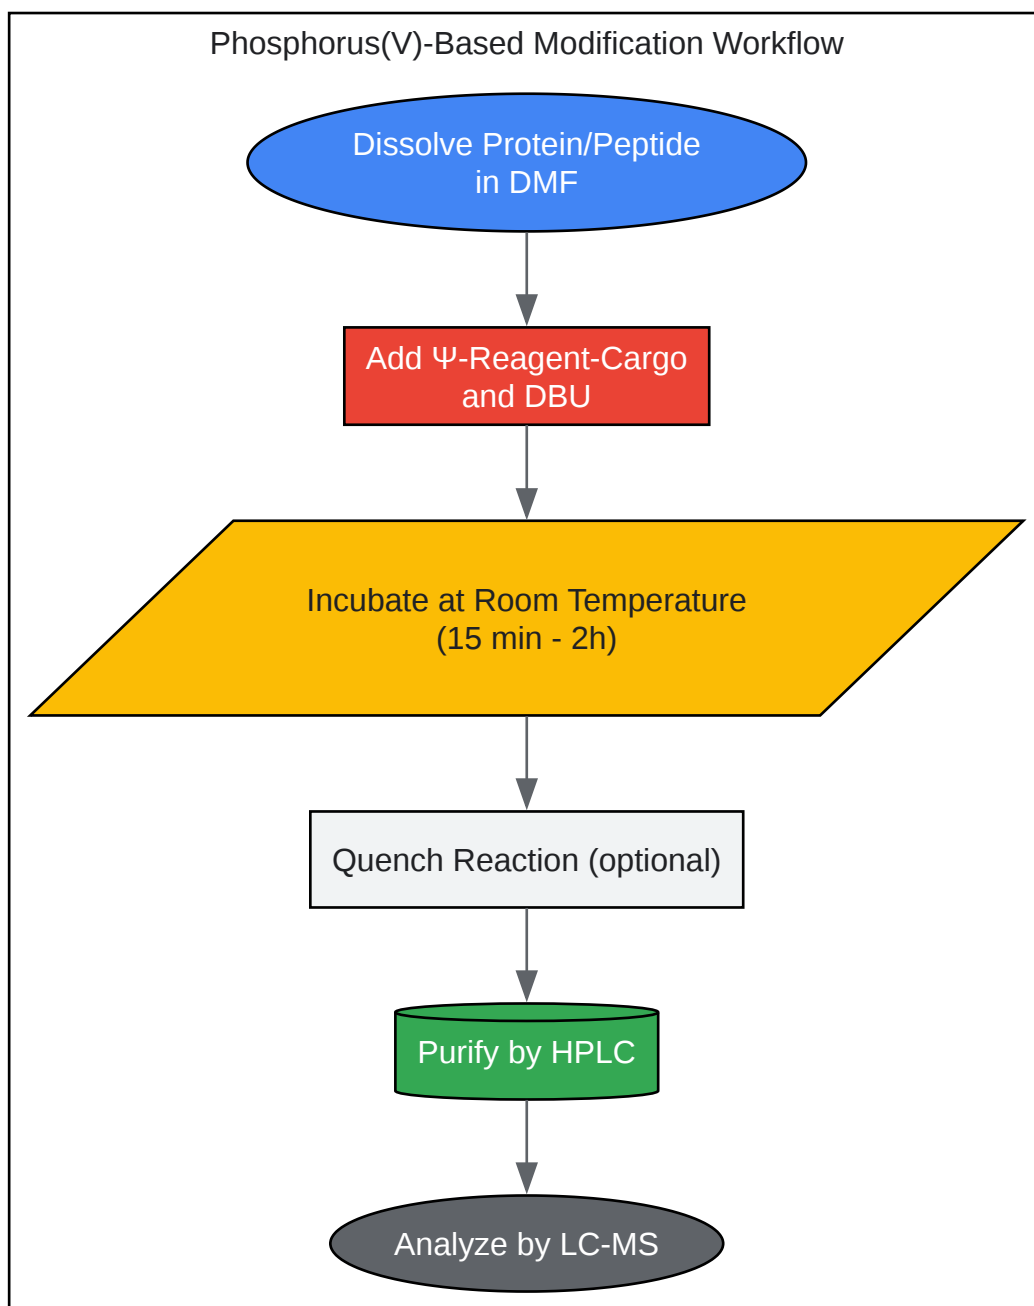 Phosphorus(V)-Based Modification Workflow
Dissolve Protein/Peptide
in DMF
Add Ψ-Reagent-Cargo
and DBU
Incubate at Room Temperature
(15 min - 2h)
Quench Reaction (optional)
Purify by HPLC
Analyze by LC-MS